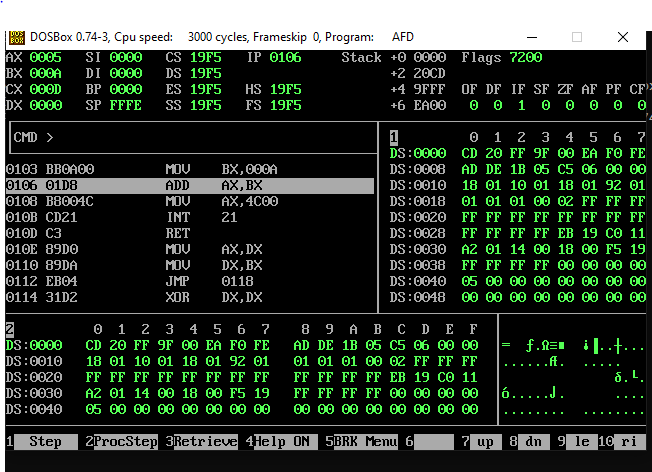 DOSBox 0.74-3, Cpu speed: 3000 cycles, Frameskip 0, Program: AFD
AX 0005 SI 0000 CS 19F5 IP 0106 Stack +0 0000 Flags 7200
BX 000A DI 0000 DS 19F5 +2 20CD
CX 000D BP 0000 ES 19F5 HS 19F5 +4 9FFF OF DF IF SF ZF AF PF CF
DX 0000 SP FFFE SS 19F5 FS 19F5 +6 EA00 0 0 1 0 0 0 0 0
CMD >
1 0 1 2 3 4 5 6 7
DS:0000 CD 20 FF 9F 00 EA F0 FE
0103 BB0A00 MOV BX,000A DS:0008 AD DE 1B 05 C5 06 00 00
0106 01D8 ADD AX,BX DS:0010 18 01 10 01 18 01 92 01
0108 B8004C MOV AX,4C00 DS:0018 01 01 01 00 02 FF FF FF
010B CD21 INT 21 DS:0020 FF FF FF FF FF FF FF FF
010D C3 RET DS:0028 FF FF FF FF EB 19 C0 11
010E 89D0 MOV AX,DX DS:0030 A2 01 14 00 18 00 F5 19
0110 89DA MOV DX,BX DS:0038 FF FF FF FF 00 00 00 00
0112 EB04 JMP 0118 DS:0040 05 00 00 00 00 00 00 00
0114 31D2 XOR DX,DX DS:0048 00 00 00 00 00 00 00 00
2 0 1 2 3 4 5 6 7 8 9 A B C D E F
DS:0000 CD 20 FF 9F 00 EA F0 FE AD DE 1B 05 C5 06 00 00 = ƒ.Ω≡■ ¡▐..┼...
DS:0010 18 01 10 01 18 01 92 01 01 01 01 00 02 FF FF FF ......Æ. .....
DS:0020 FF FF FF FF FF FF FF FF FF FF FF FF EB 19 C0 11 δ.└.
DS:0030 A2 01 14 00 18 00 F5 19 FF FF FF FF 00 00 00 00 ó.....⌡. ....
DS:0040 05 00 00 00 00 00 00 00 00 00 00 00 00 00 00 00 ........ ........
1 Step 2ProcStep 3Retrieve 4Help ON 5BRK Menu 6 7 up 8 dn 9 le 10 ri